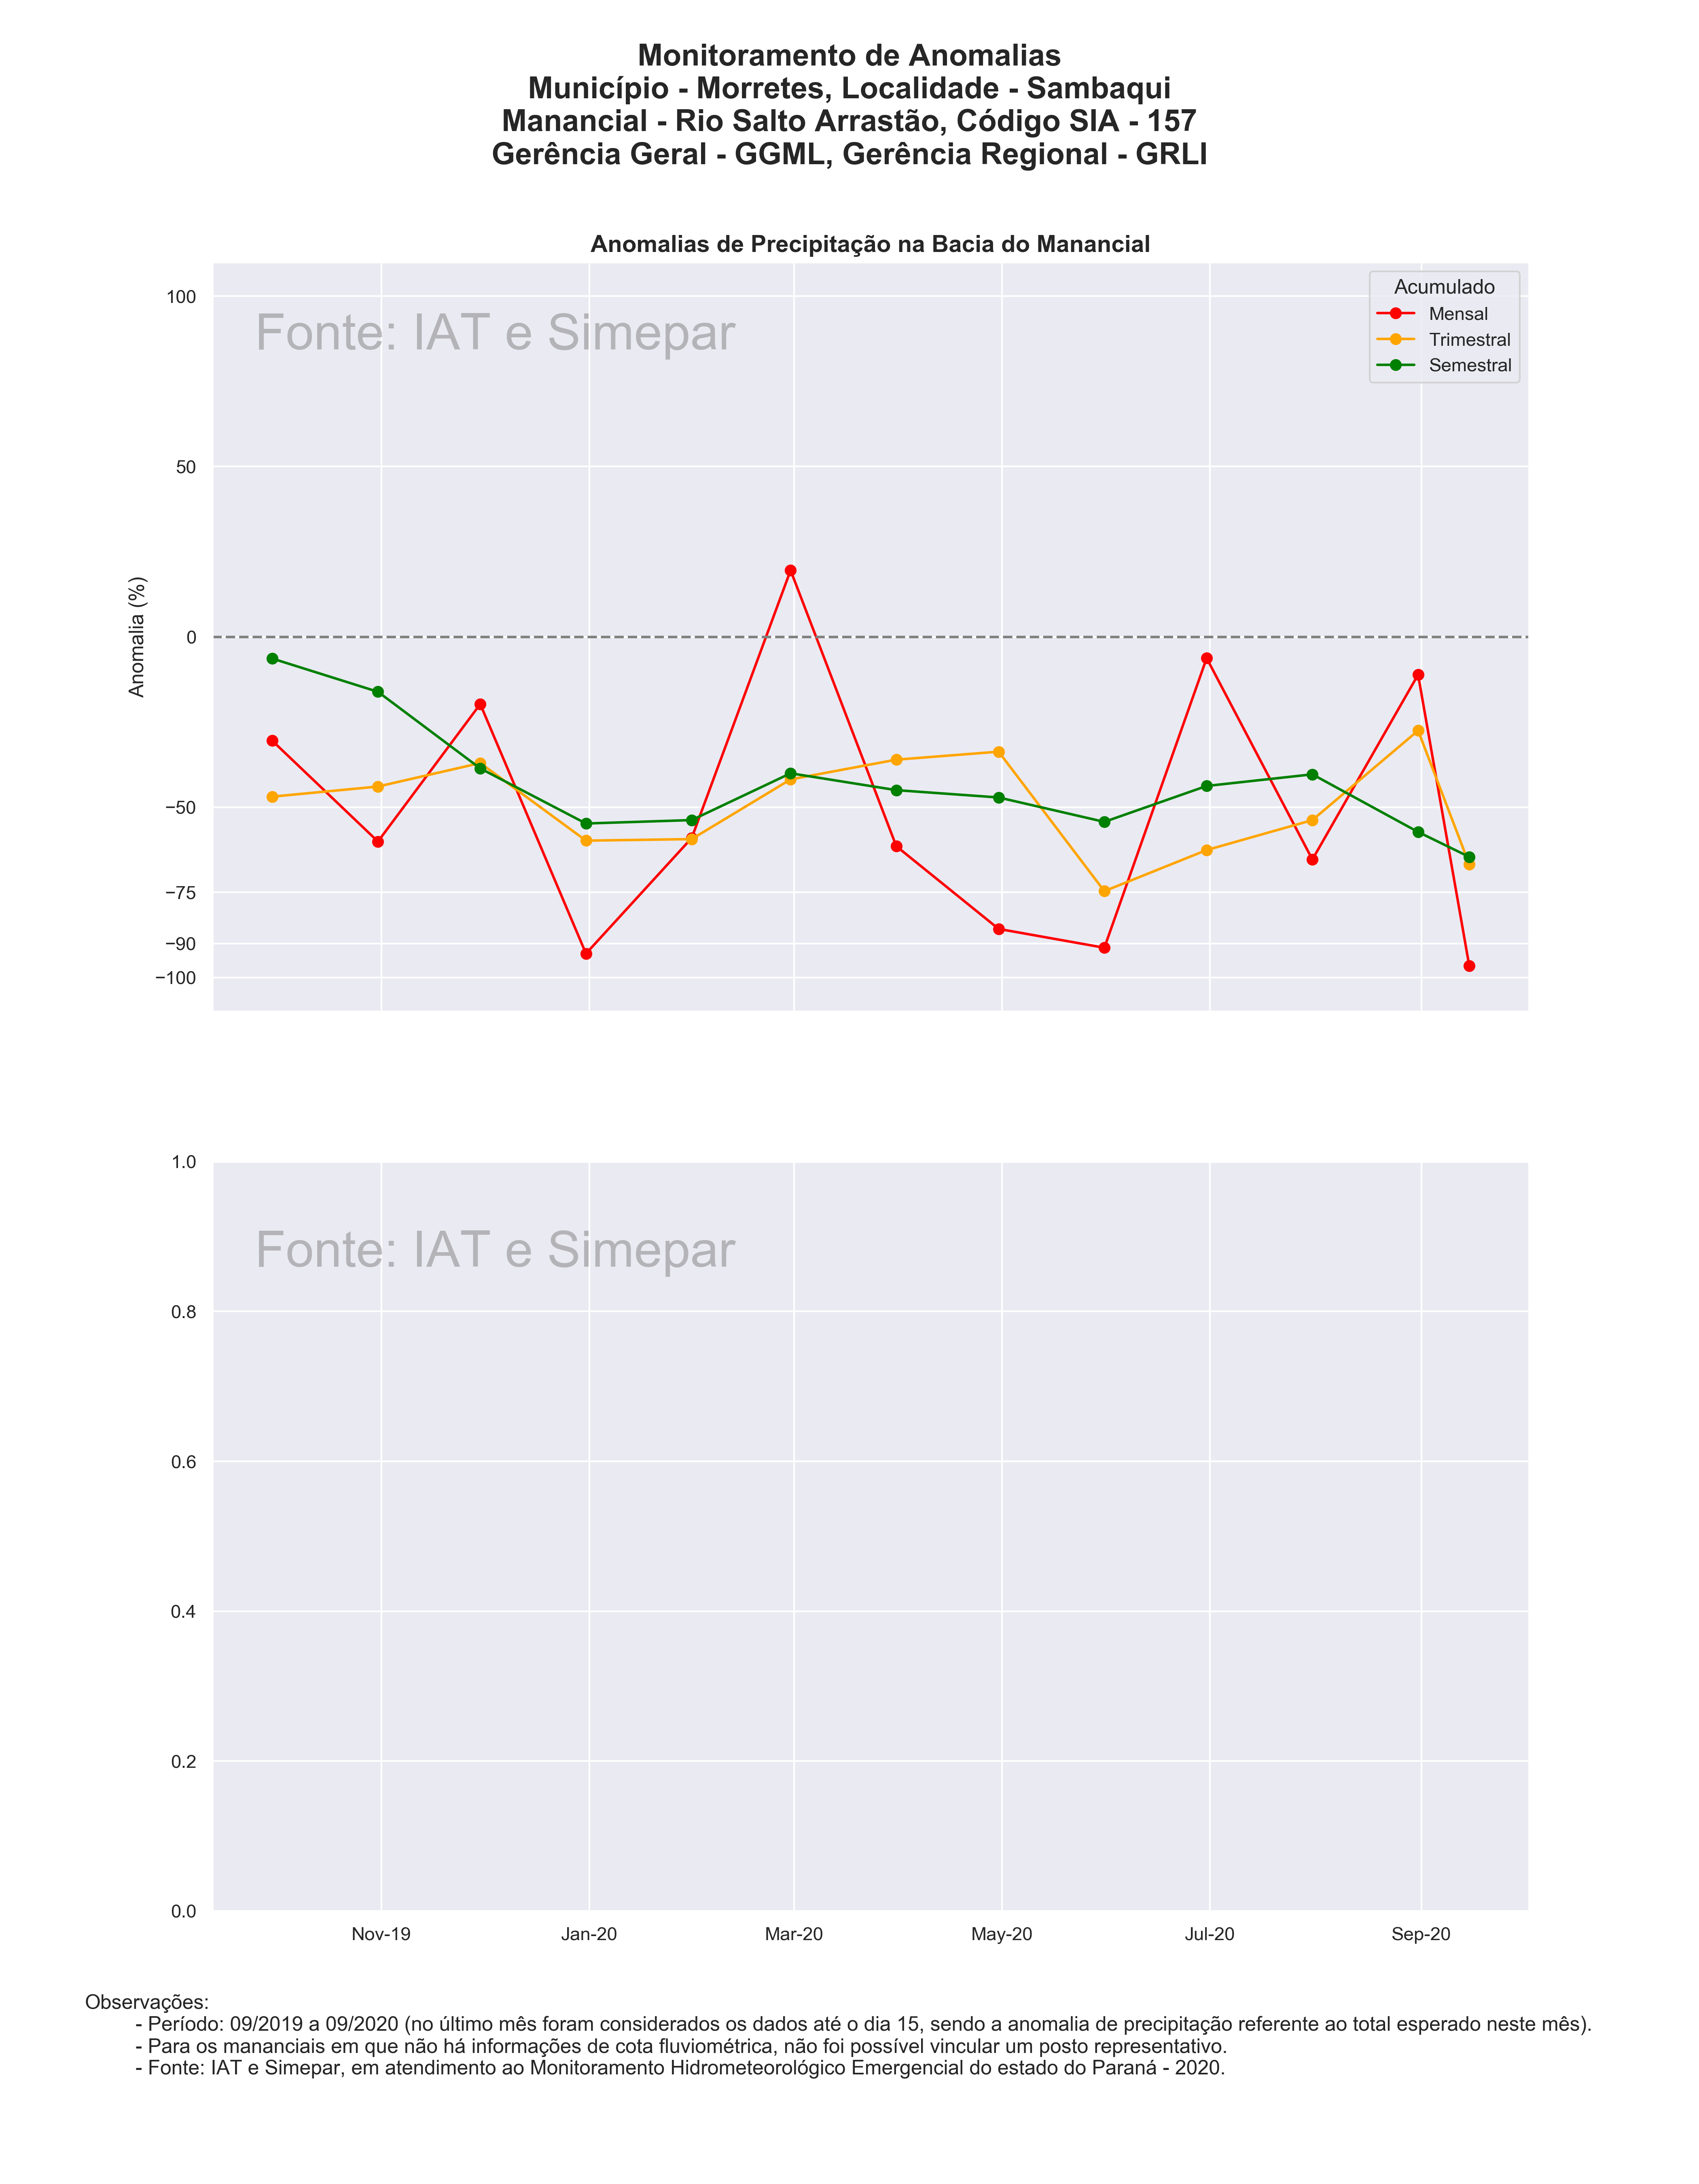 Monitoramento de Anomalias
Município - Morretes, Localidade - Sambaqui
Manancial - Rio Salto Arrastão, Código SIA - 157
Gerência Geral - GGML, Gerência Regional - GRLI
Anomalias de Precipitação na Bacia do Manancial
Fonte: IAT e Simepar
Acumulado
Mensal
Trimestral
Semestral
Anomalia (%)
100
50
0
−50
−75
−90
−100
Fonte: IAT e Simepar
1.0
0.8
0.6
0.4
0.2
0.0
Nov-19 Jan-20 Mar-20 May-20 Jul-20 Sep-20
Observações:
- Período: 09/2019 a 09/2020 (no último mês foram considerados os dados até o dia 15, sendo a anomalia de precipitação referente ao total esperado neste mês).
- Para os mananciais em que não há informações de cota fluviométrica, não foi possível vincular um posto representativo.
- Fonte: IAT e Simepar, em atendimento ao Monitoramento Hidrometeorológico Emergencial do estado do Paraná - 2020.